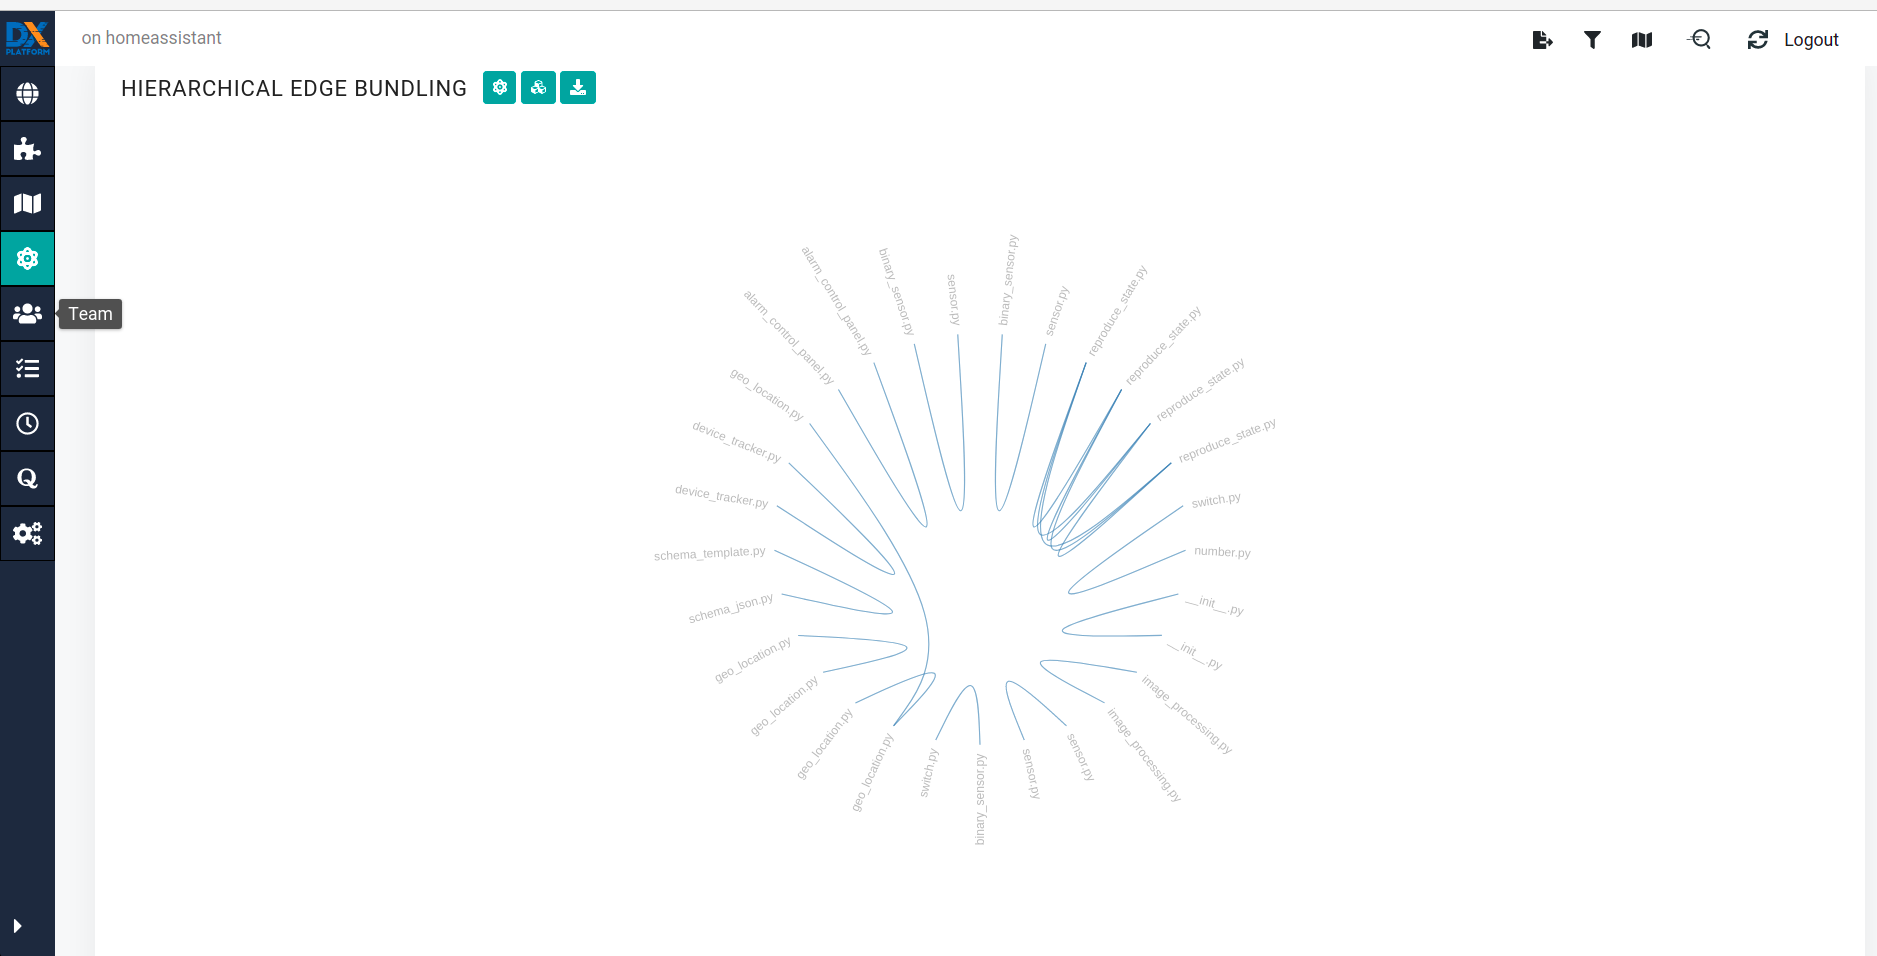 DX
PLATFORM
on homeassistant
Logout
HIERARCHICAL EDGE BUNDLING
Team
Q
binary_sensor.py
sensor.py
reproduce_state.py
reproduce_state.py
reproduce_state.py
reproduce_state.py
switch.py
number.py
__init__.py
__init__.py
image_processing.py
image_processing.py
sensor.py
sensor.py
binary_sensor.py
switch.py
geo_location.py
geo_location.py
geo_location.py
geo_location.py
schema_json.py
schema_template.py
device_tracker.py
device_tracker.py
geo_location.py
alarm_control_panel.py
alarm_control_panel.py
binary_sensor.py
sensor.py